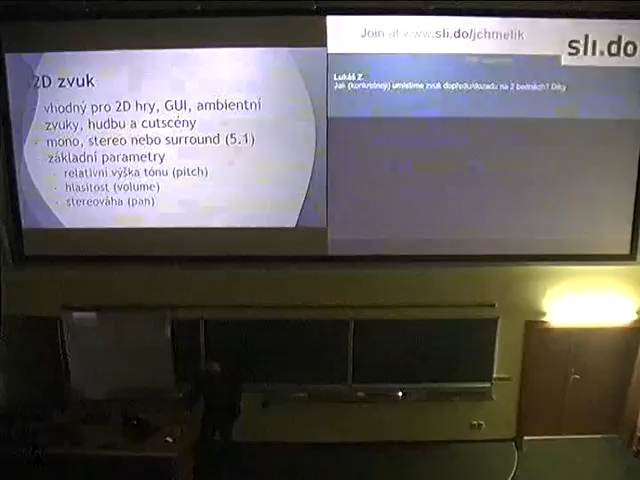 2D zvuk
vhodný pro 2D hry, GUI, ambientní
zvuky, hudbu a cutscény
mono, stereo nebo surround (5.1)
základní parametry
relativní výška tónu (pitch)
hlasitost (volume)
stereováha (pan)
Join at www.sli.do/jchmelik
sli.do
Lukáš Z.
Jak (konkrétněji) umístíme zvuk dopředu/dozadu na 2 bednách? Díky